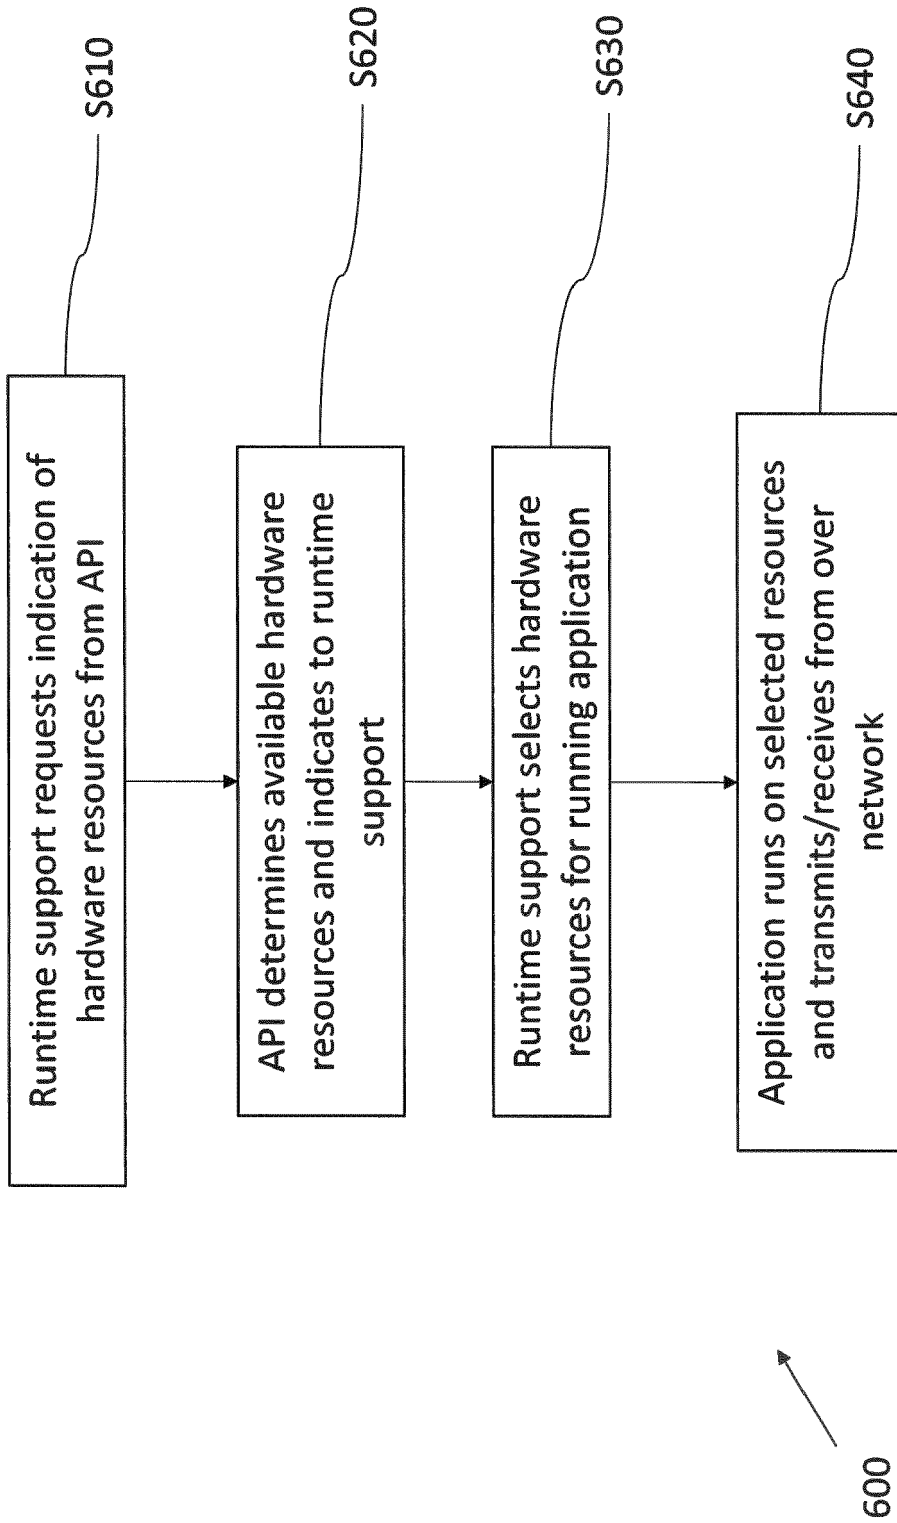 Runtime support requests indication of
hardware resources from API
S610
API determines available hardware
resources and indicates to runtime
support
S620
Runtime support selects hardware
resources for running application
S630
Application runs on selected resources
and transmits/receives from over
network
S640
600